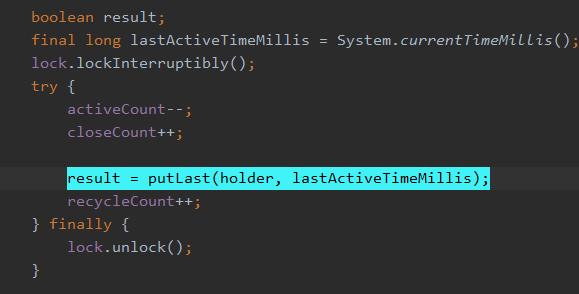 boolean result;
final long lastActiveTimeMillis = System.currentTimeMillis();
lock.lockInterruptibly();
try {
    activeCount--;
    closeCount++;

    result = putLast(holder, lastActiveTimeMillis);
    recycleCount++;
} finally {
    lock.unlock();
}